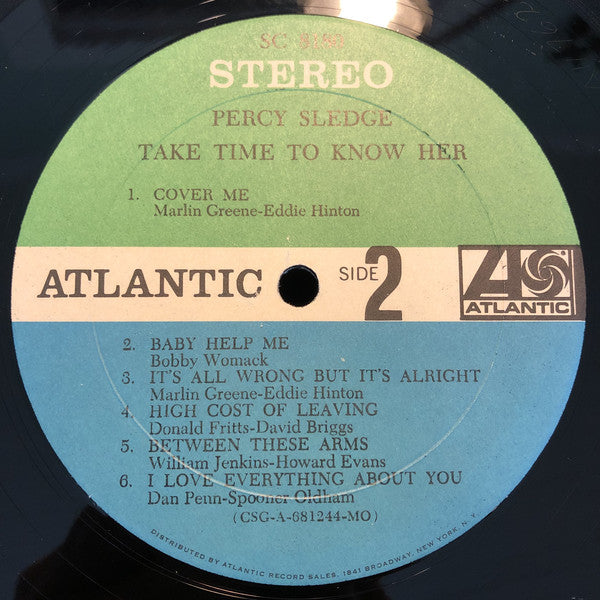 STEREO
PERCY SLEDGE
TAKE TIME TO KNOW HER
1. COVER ME
Marlin Greene-Eddie Hinton
ATLANTIC
SIDE 2
ATLANTIC
2. BABY HELP ME
Bobby Womack
3. IT'S ALL WRONG BUT IT'S ALRIGHT
Marlin Greene-Eddie Hinton
4. HIGH COST OF LEAVING
Donald Fritts-David Briggs
5. BETWEEN THESE ARMS
William Jenkins-Howard Evans
6. I LOVE EVERYTHING ABOUT YOU
Dan Penn-Spooner Oldham
(CSG-A-681244-MO)
DISTRIBUTED BY ATLANTIC RECORD SALES, 1841 BROADWAY, NEW YORK, N.Y.